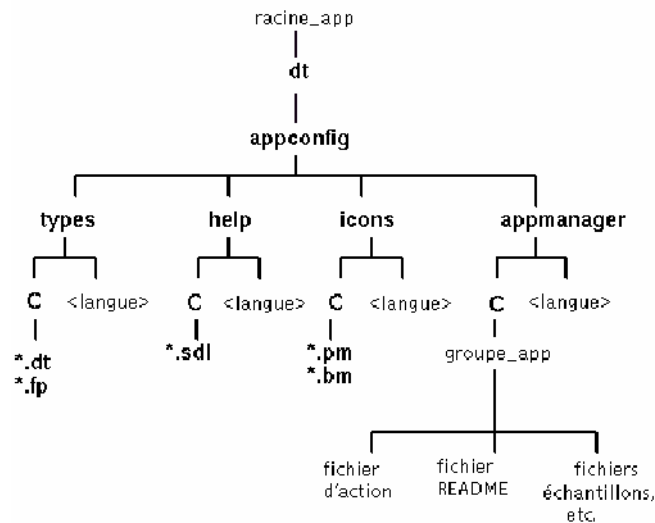 racine_app
dt
appconfig
types help icons appmanager
C <langue> C <langue> C <langue> C <langue>
*.dt *.sdl *.pm groupe_app
*.fp *.bm
fichier fichier fichiers
d'action README échantillons,
etc.